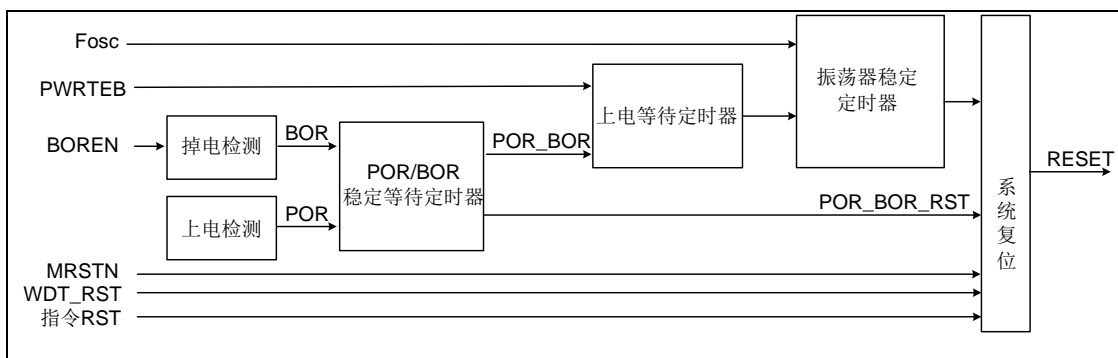 Fosc
PWRTEB
BOREN
掉电检测
BOR
上电检测
POR
POR/BOR
稳定等待定时器
POR_BOR
上电等待定时器
振荡器稳定
定时器
POR_BOR_RST
MRSTN
WDT_RST
指令RST
系
统
复
位
RESET